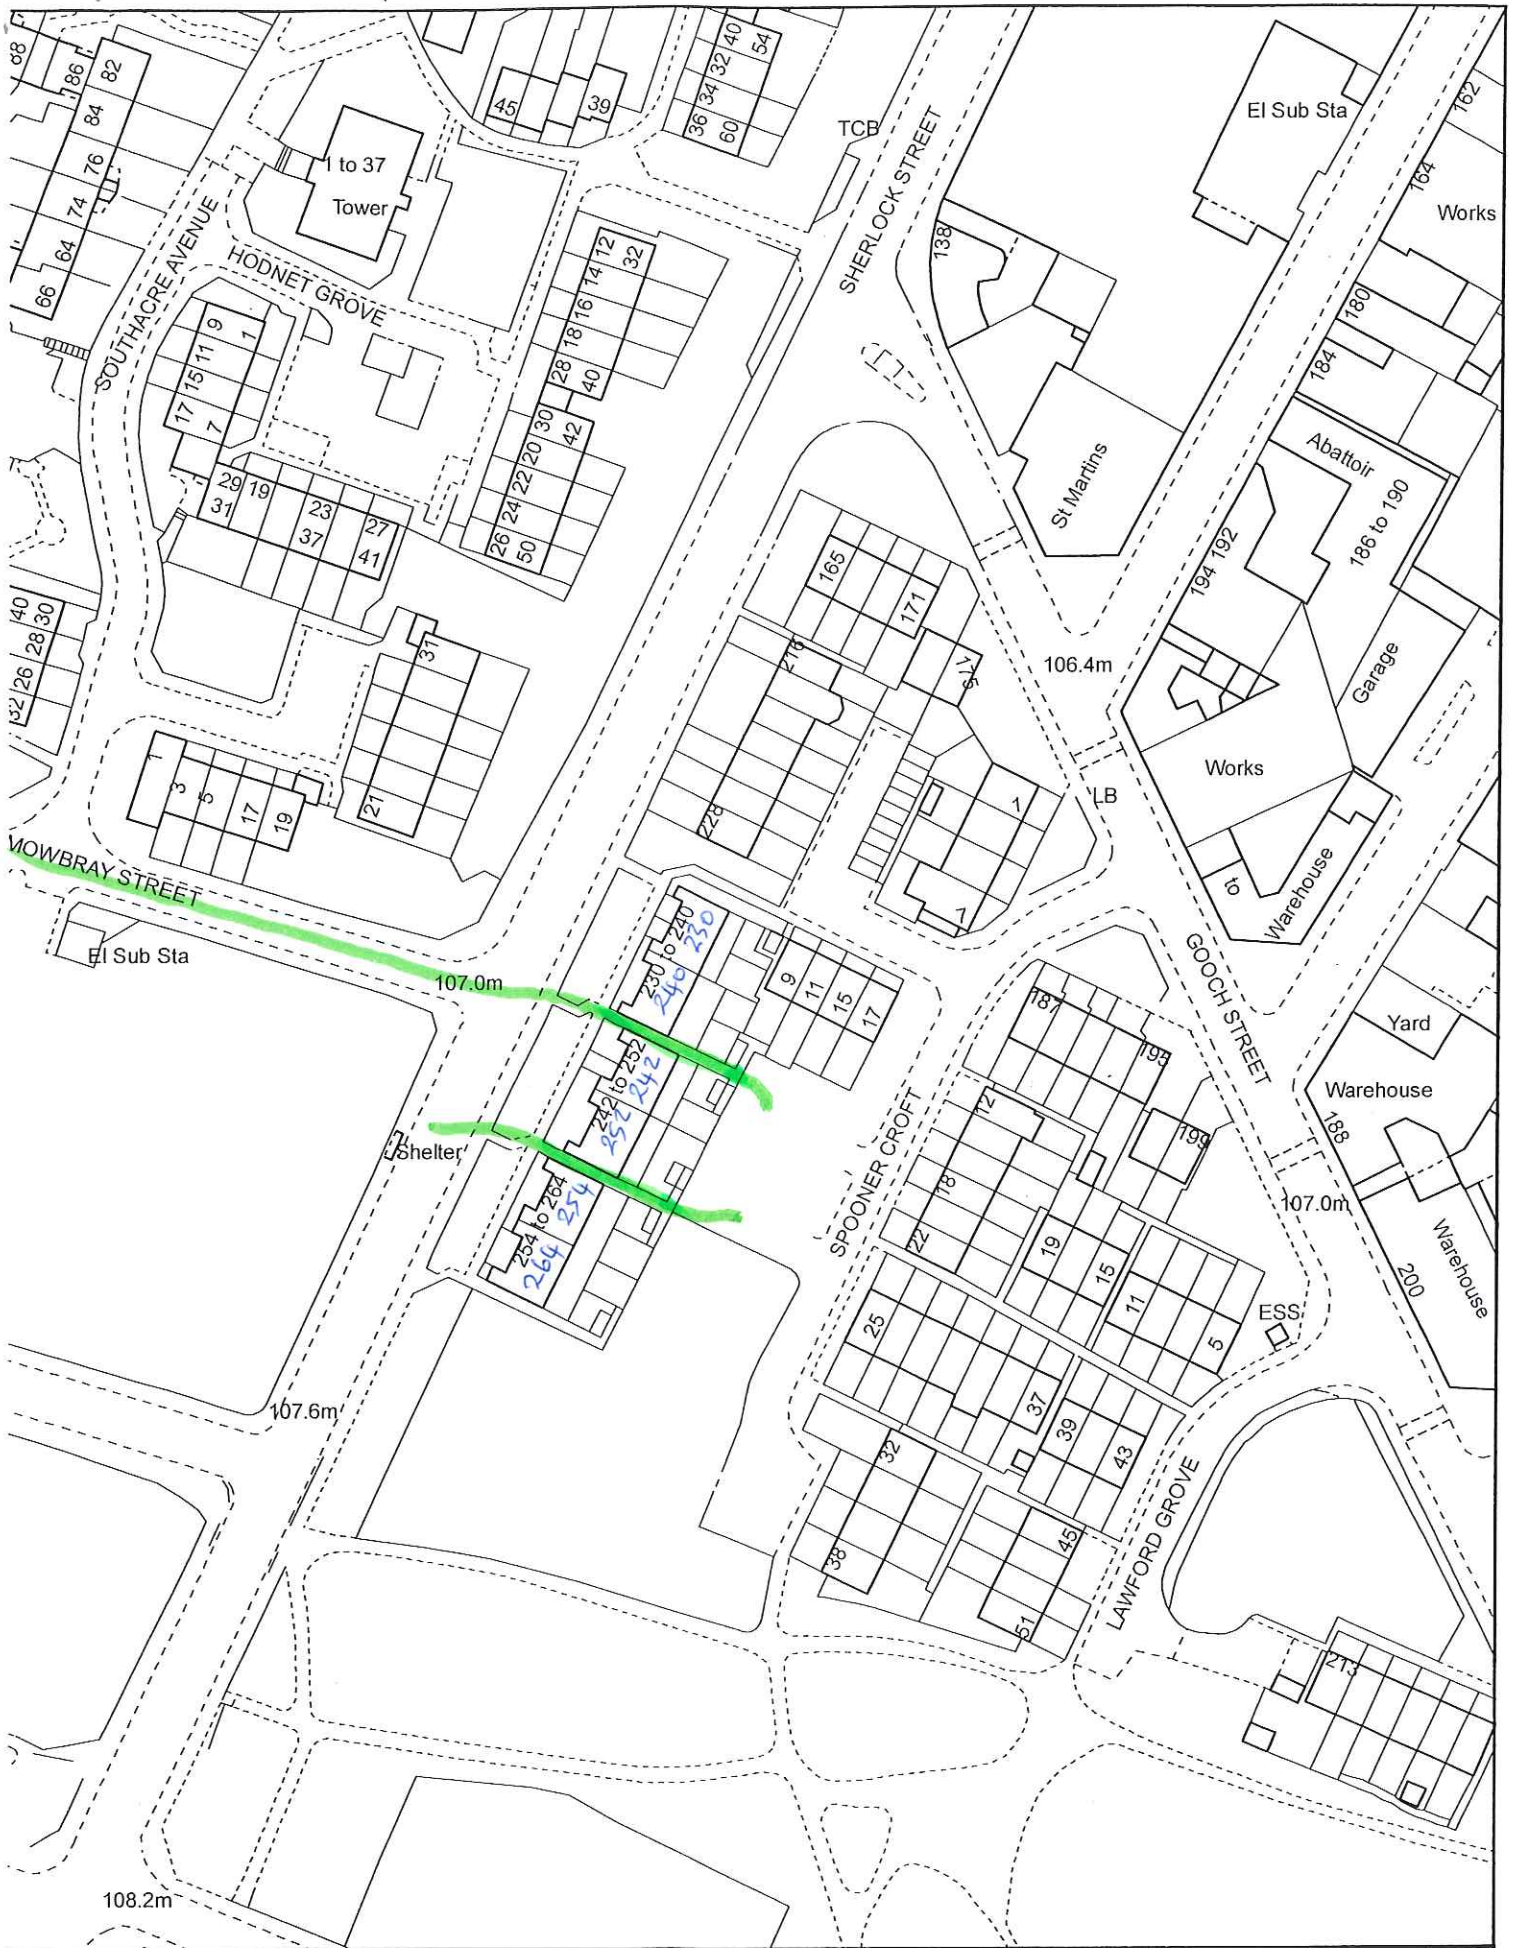 88
186
82
84
76
74
64
66
45
39
40
54
32
34
36
60
TCB
SHERLOCK STREET
El Sub Sta
162
164
Works
1 to 37
Tower
SOUTHACRE AVENUE
HODNET GROVE
138
180
184
12
32
14
16
18
28
40
30
42
20
22
24
26
50
9
1
11
15
17
7
29
19
31
23
37
27
41
St Martins
Abattoir
186 to 190
194 192
165
171
175
106.4m
Garage
40
30
28
26
32
31
21
216
228
1
3
5
17
19
Works
LB
1
7
to
Warehouse
MOWBRAY STREET
El Sub Sta
107.0m
230 to 240
240 230
242 to 252
252 242
254 to 264
264 254
9
11
15
17
GOOCH STREET
187
195
199
Yard
Warehouse
188
Shelter
SPOONER CROFT
12
18
22
19
15
11
5
107.0m
Warehouse
200
ESS
25
37
39
43
107.6m
32
38
45
51
LAWFORD GROVE
213
108.2m